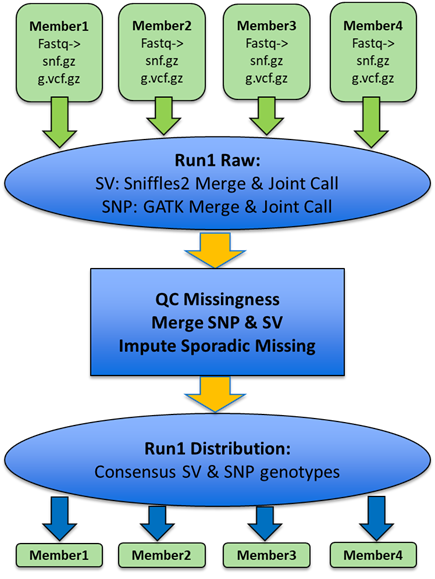 Member1
Fastq->
snf.gz
g.vcf.gz
Member2
Fastq->
snf.gz
g.vcf.gz
Member3
Fastq->
snf.gz
g.vcf.gz
Member4
Fastq->
snf.gz
g.vcf.gz
Run1 Raw:
SV: Sniffles2 Merge & Joint Call
SNP: GATK Merge & Joint Call
QC Missingness
Merge SNP & SV
Impute Sporadic Missing
Run1 Distribution:
Consensus SV & SNP genotypes
Member1
Member2
Member3
Member4